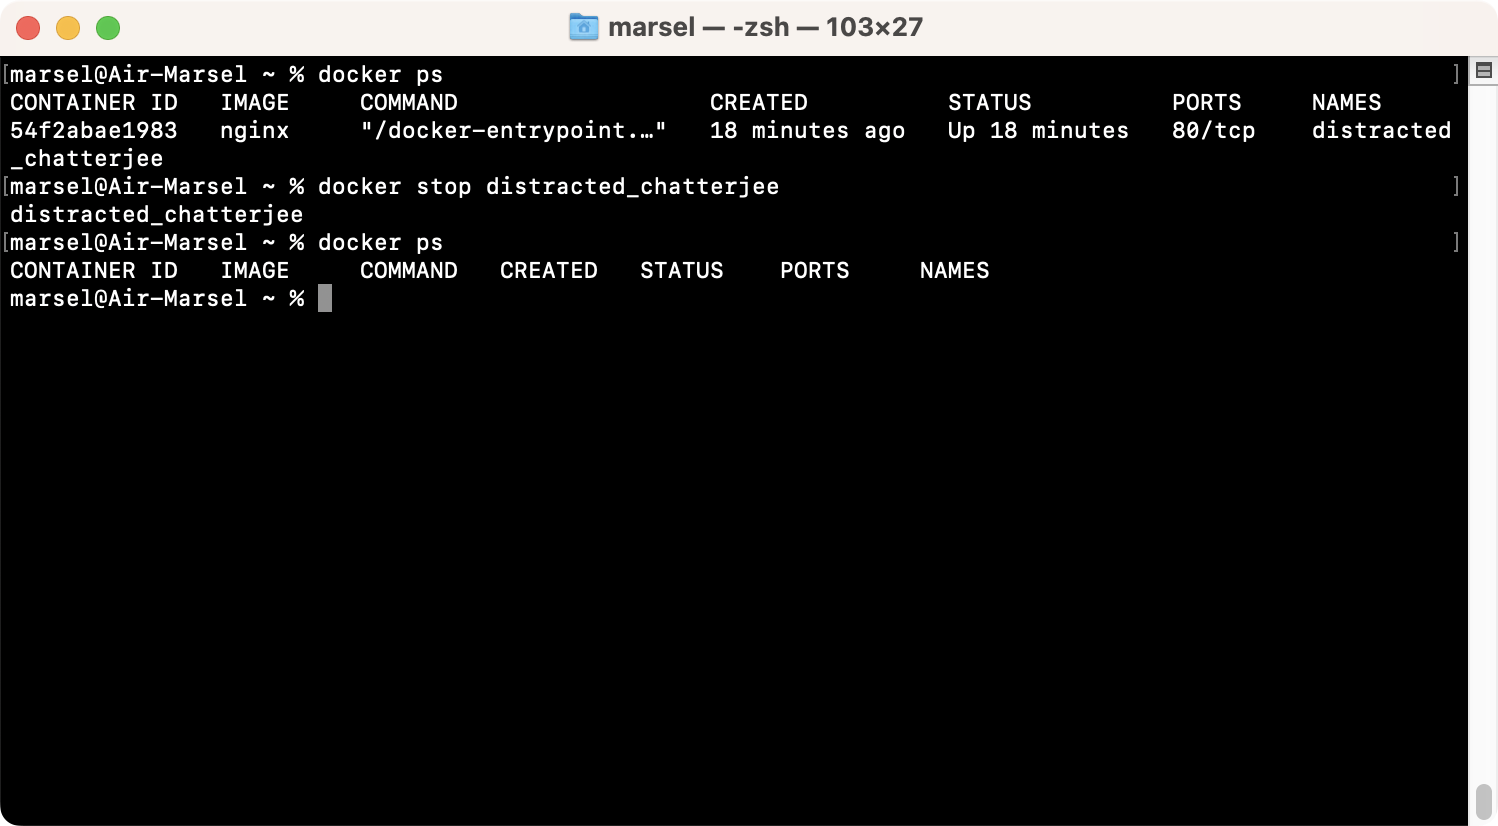 marsel — -zsh — 103×27
[marsel@Air-Marsel ~ % docker ps ]
CONTAINER ID   IMAGE     COMMAND                  CREATED          STATUS          PORTS     NAMES
54f2abae1983   nginx     "/docker-entrypoint.…"   18 minutes ago   Up 18 minutes   80/tcp    distracted
_chatterjee
[marsel@Air-Marsel ~ % docker stop distracted_chatterjee ]
distracted_chatterjee
[marsel@Air-Marsel ~ % docker ps ]
CONTAINER ID   IMAGE     COMMAND   CREATED   STATUS    PORTS     NAMES
marsel@Air-Marsel ~ %